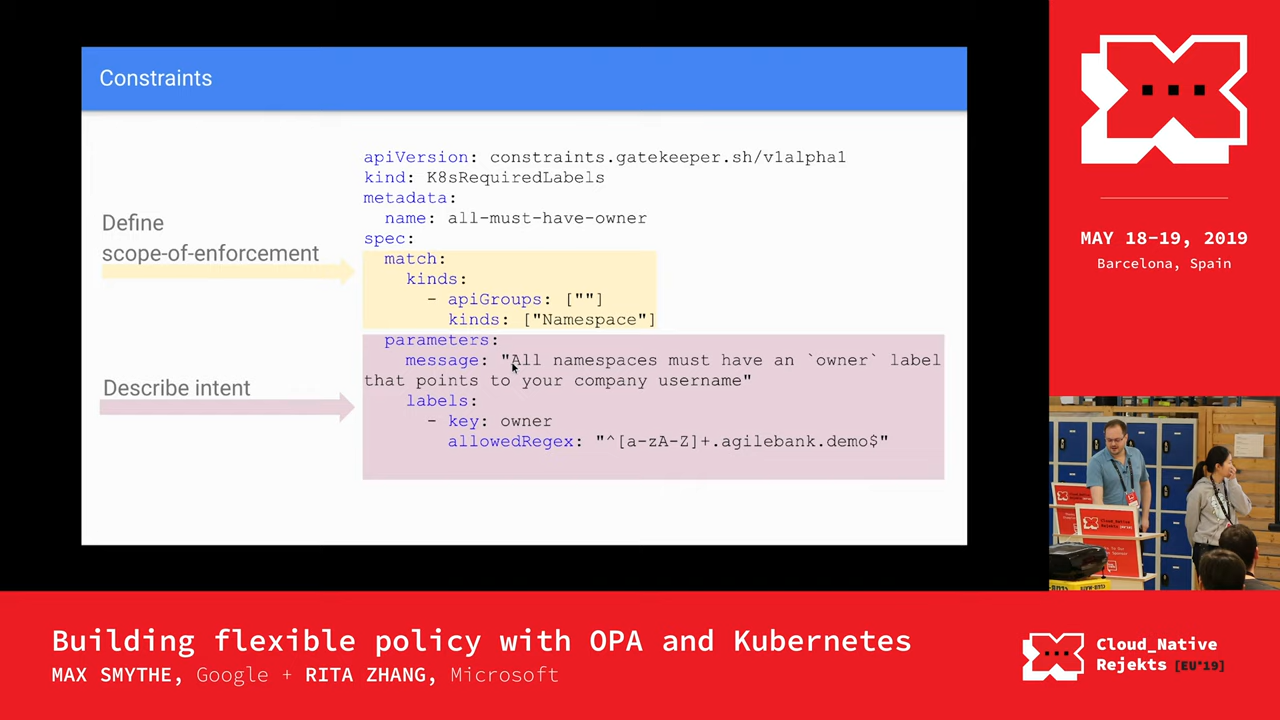 Constraints
Define
scope-of-enforcement
Describe intent
apiVersion: constraints.gatekeeper.sh/v1alpha1
kind: K8sRequiredLabels
metadata:
  name: all-must-have-owner
spec:
  match:
    kinds:
      - apiGroups: [""]
        kinds: ["Namespace"]
  parameters:
    message: "All namespaces must have an `owner` label
that points to your company username"
    labels:
      - key: owner
        allowedRegex: "^[a-zA-Z]+.agilebank.demo$"
MAY 18-19, 2019
Barcelona, Spain
Building flexible policy with OPA and Kubernetes
MAX SMYTHE, Google + RITA ZHANG, Microsoft
Cloud_Native
Rejekts [EU'19]